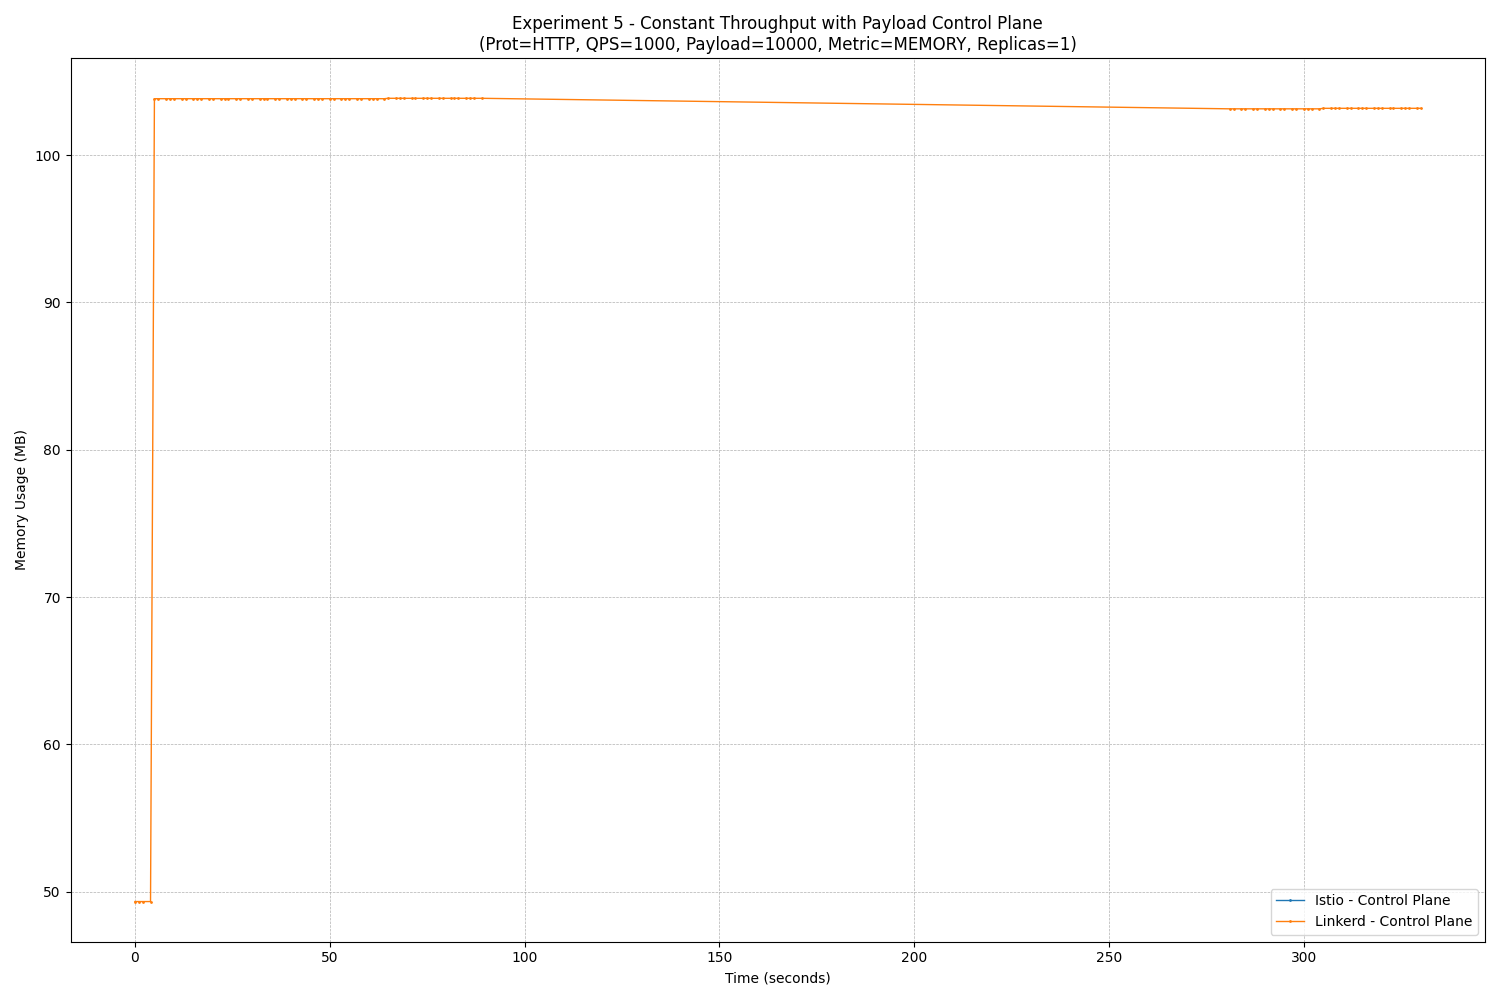 Experiment 5 - Constant Throughput with Payload Control Plane
(Prot=HTTP, QPS=1000, Payload=10000, Metric=MEMORY, Replicas=1)
100
90
80
70
60
50
Memory Usage (MB)
Istio - Control Plane
Linkerd - Control Plane
0 50 100 150 200 250 300
Time (seconds)